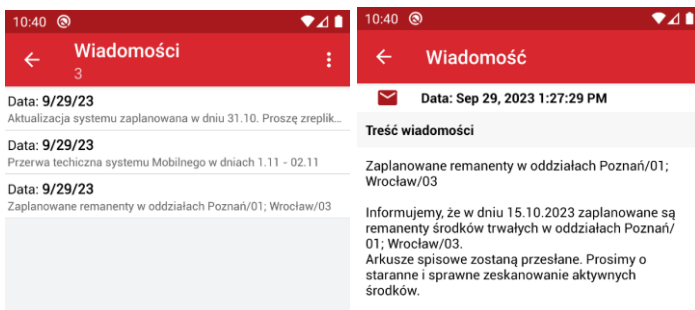 10:40
Wiadomości
3
Data: 9/29/23
Aktualizacja systemu zaplanowana w dniu 31.10. Proszę zreplik...
Data: 9/29/23
Przerwa techiczna systemu Mobilnego w dniach 1.11 - 02.11
Data: 9/29/23
Zaplanowane remanenty w oddziałach Poznań/01; Wrocław/03
10:40
Wiadomość
Data: Sep 29, 2023 1:27:29 PM
Treść wiadomości
Zaplanowane remanenty w oddziałach Poznań/01;
Wrocław/03
Informujemy, że w dniu 15.10.2023 zaplanowane są
remanenty środków trwałych w oddziałach Poznań/
01; Wrocław/03.
Arkusze spisowe zostaną przesłane. Prosimy o
staranne i sprawne zeskanowanie aktywnych
środków.